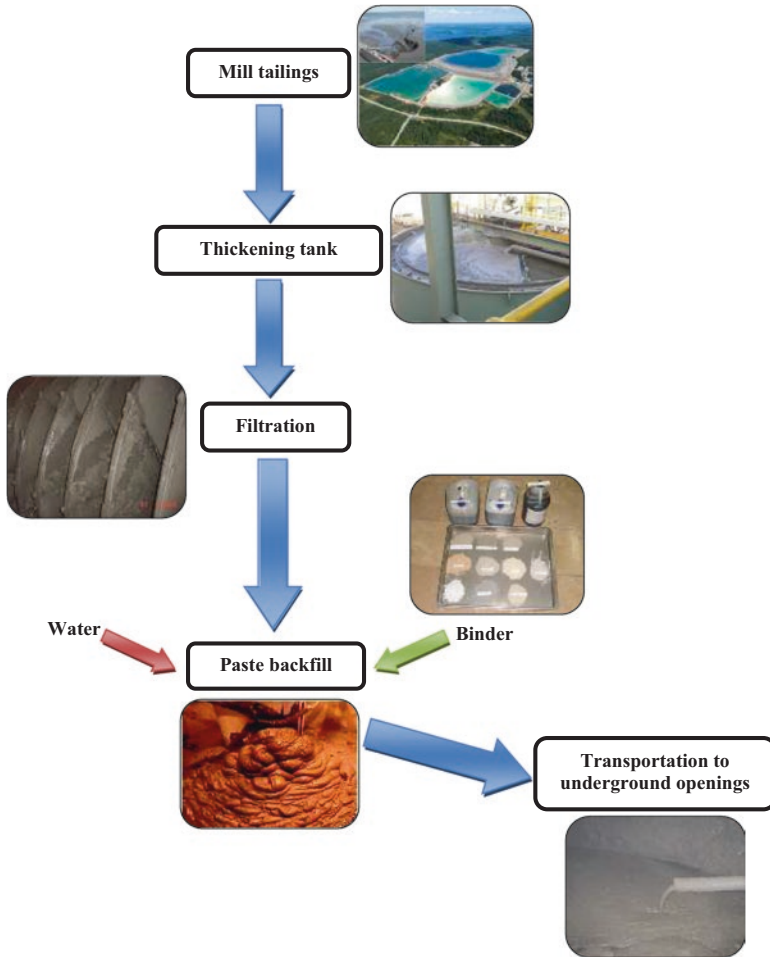 Mill tailings
Thickening tank
Filtration
Water
Binder
Paste backfill
Transportation to
underground openings